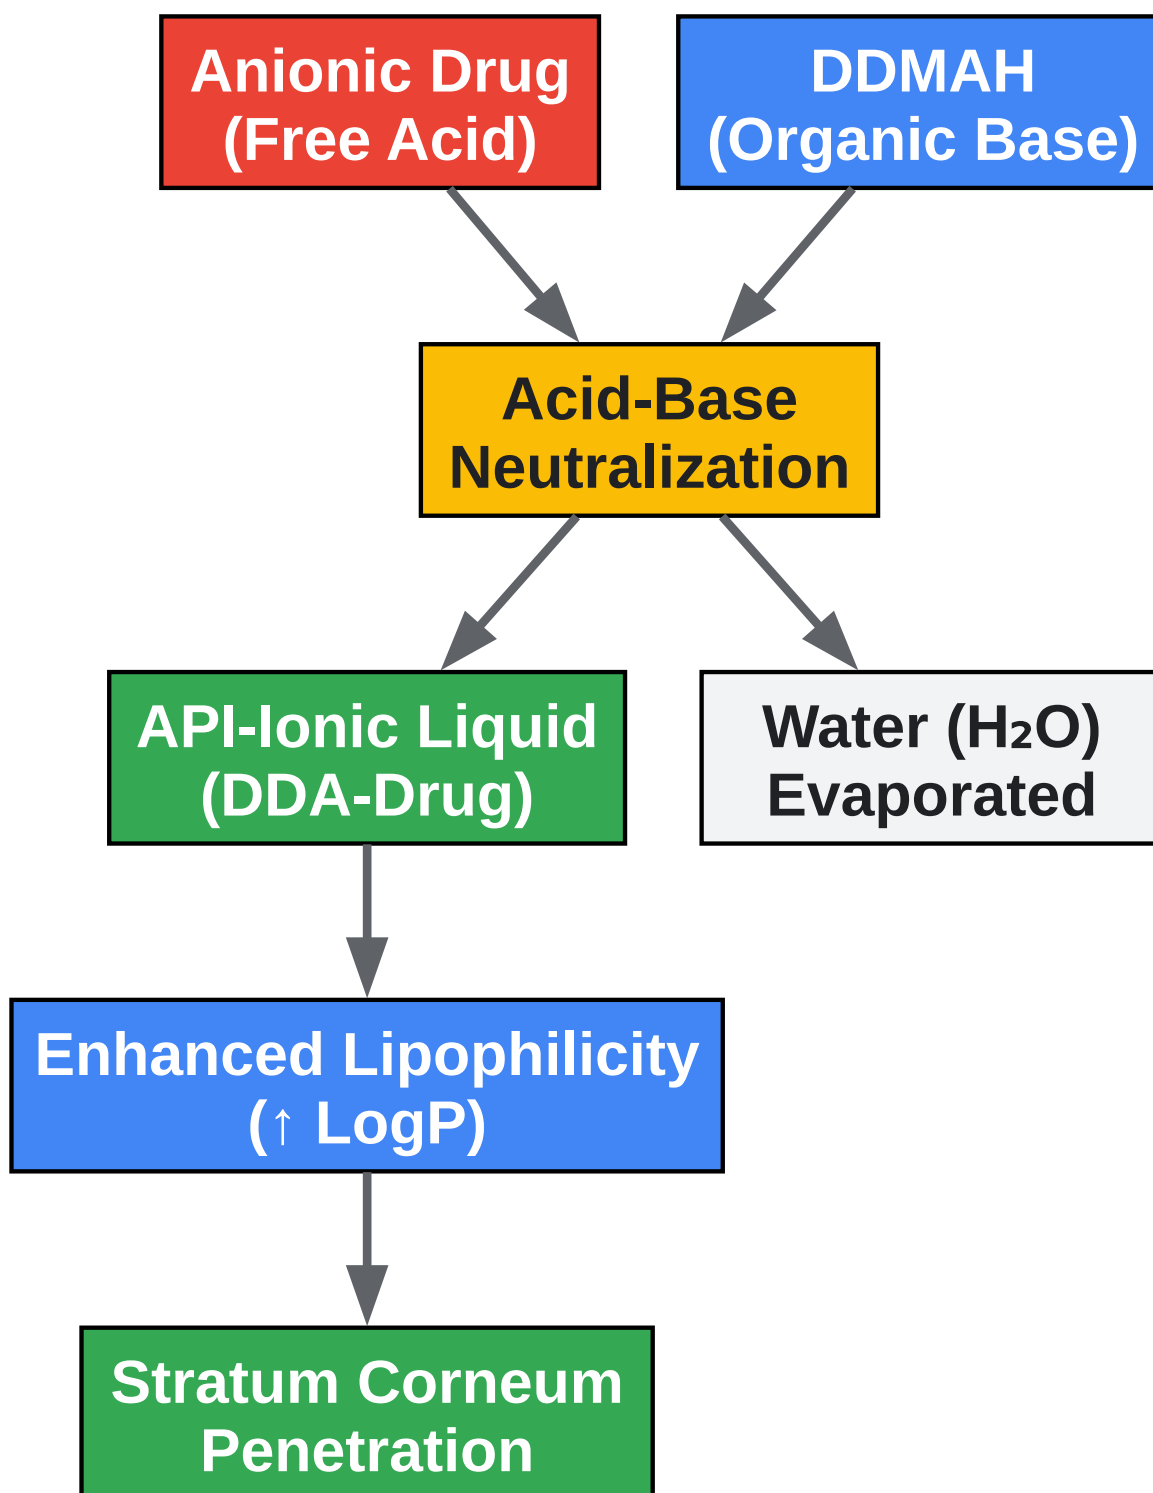 Anionic Drug
(Free Acid)
DDMAH
(Organic Base)
Acid-Base
Neutralization
API-Ionic Liquid
(DDA-Drug)
Water (H₂O)
Evaporated
Enhanced Lipophilicity
(↑ LogP)
Stratum Corneum
Penetration